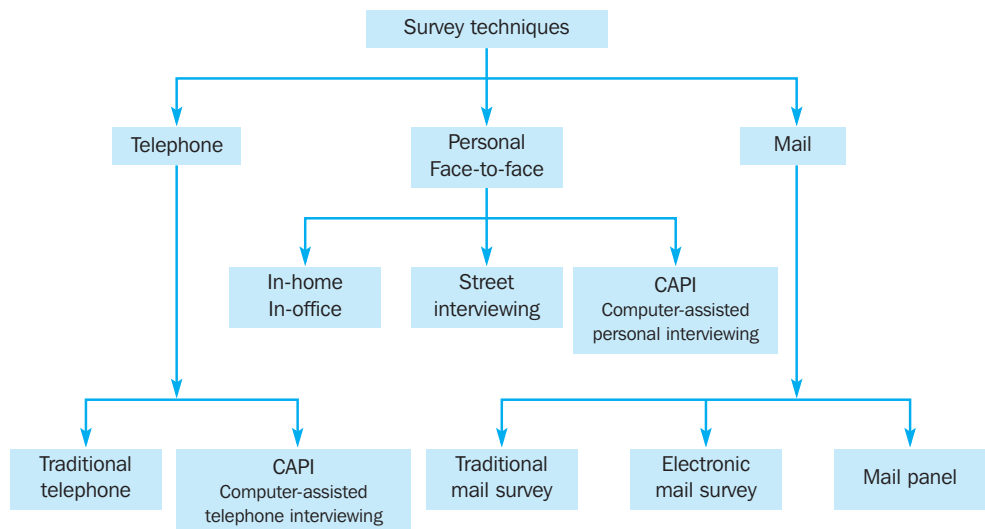 Survey techniques
Telephone
Personal
Face-to-face
Mail
In-home
In-office
Street
interviewing
CAPI
Computer-assisted
personal interviewing
Traditional
telephone
CAPI
Computer-assisted
telephone interviewing
Traditional
mail survey
Electronic
mail survey
Mail panel